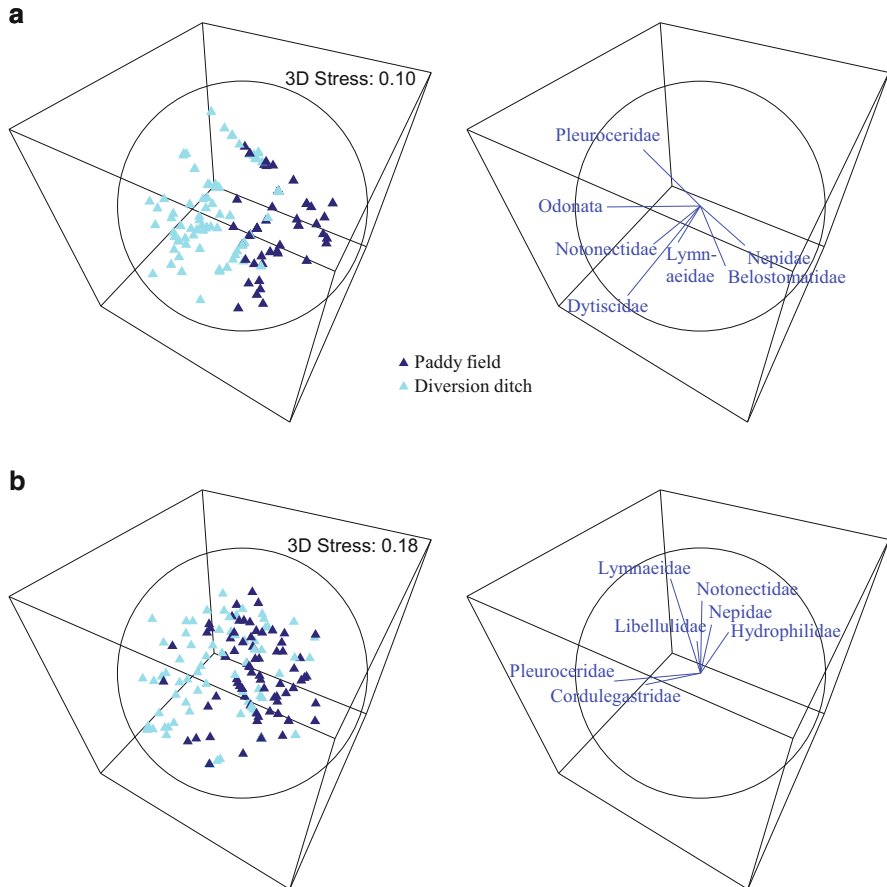 a
3D Stress: 0.10
Pleuroceridae
Odonata
Notonectidae
Lymn-
aeidae
Nepidae
Belostomatidae
Dytiscidae
Paddy field
Diversion ditch
b
3D Stress: 0.18
Lymnaeidae
Notonectidae
Nepidae
Libellulidae
Hydrophilidae
Pleuroceridae
Cordulegastridae